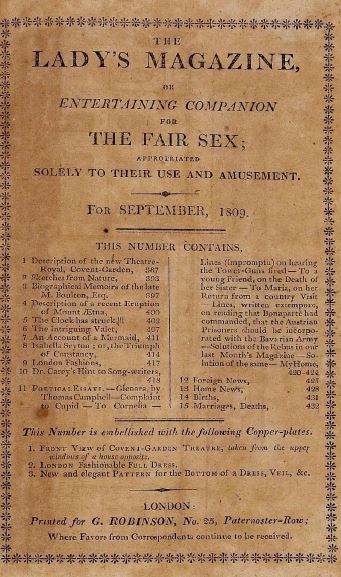 THE
LADY'S MAGAZINE,
OR
ENTERTAINING COMPANION
FOR
THE FAIR SEX;
APPROPRIATED
SOLELY TO THEIR USE AND AMUSEMENT.
FOR SEPTEMBER, 1809.
THIS NUMBER CONTAINS,
1 Description of the new Theatre-
Royal, Covent-Garden, 387
2 Sketches from Nature, 393
3 Biographical Memoirs of the late
M. Boulton, Esq. 397
4 Description of a recent Eruption
of Mount Ætna, 400
5 The Clock has struck!!! 402
6 The Intriguing Valet, 407
7 An Account of a Mermaid, 411
8 Isabella Seyton; or, the Triumph
of Constancy, 414
9 London Fashions, 417
10 Dr. Carey's Hint to Song-writers,
418
11 POETICAL ESSAYS.—Glenara, by
Thomas Campbell—Complaint
to Cupid — To Cornelia —
Lines (impromptu) on hearing
the Tower-Guns fired — To a
young Friend, on the Death of
her Sister — To Maria, on her
Return from a country Visit
— Lines, written extempore,
on reading that Bonaparté had
commanded, that the Austrian
Prisoners should be incorpo-
rated with the Bavarian Army
—Solutions of the Rebus in our
last Month's Magazine — So-
lution of the same — My Home,
420-424
12 Foreign News, 425
13 Home News, 428
14 Births, 431
15 Marriages, Deaths, 432
This Number is embellished with the following Copper-plates.
1. FRONT VIEW of COVENT-GARDEN THEATRE, taken from the upper
windows of a house opposite.
2. LONDON Fashionable FULL DRESS.
3. New and elegant PATTERN for the BOTTOM of a DRESS, VEIL, &c.
LONDON:
Printed for G. ROBINSON, No. 25, Paternoster-Row;
Where Favors from Correspondents continue to be received.